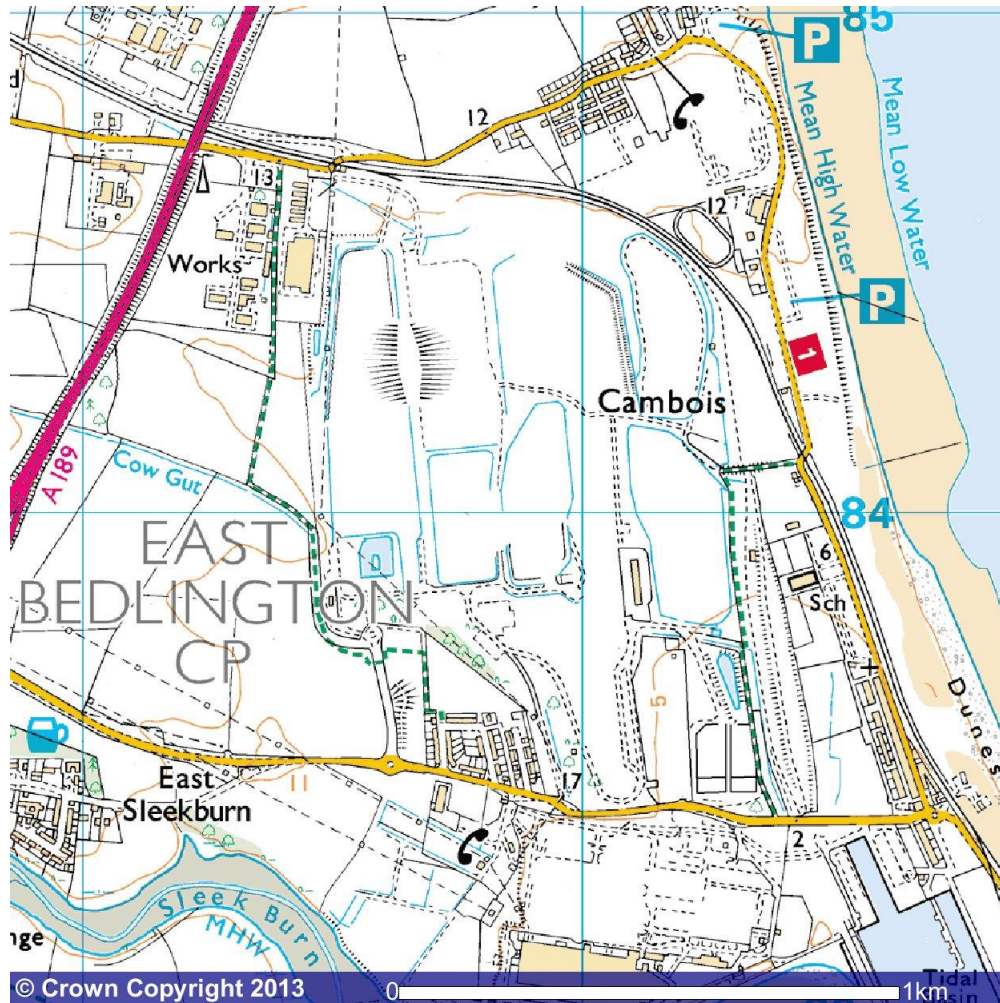 85
P
d
12
Mean High Water
Mean Low Water
13
12
Works
P
1
Cambois
A 189
Cow Gut
84
EAST
BEDLINGTON
CP
6
Sch
5
Dunes
11
East
Sleekburn
17
2
Sleek Burn
MHW
nge
Tidal
© Crown Copyright 2013
0
1km